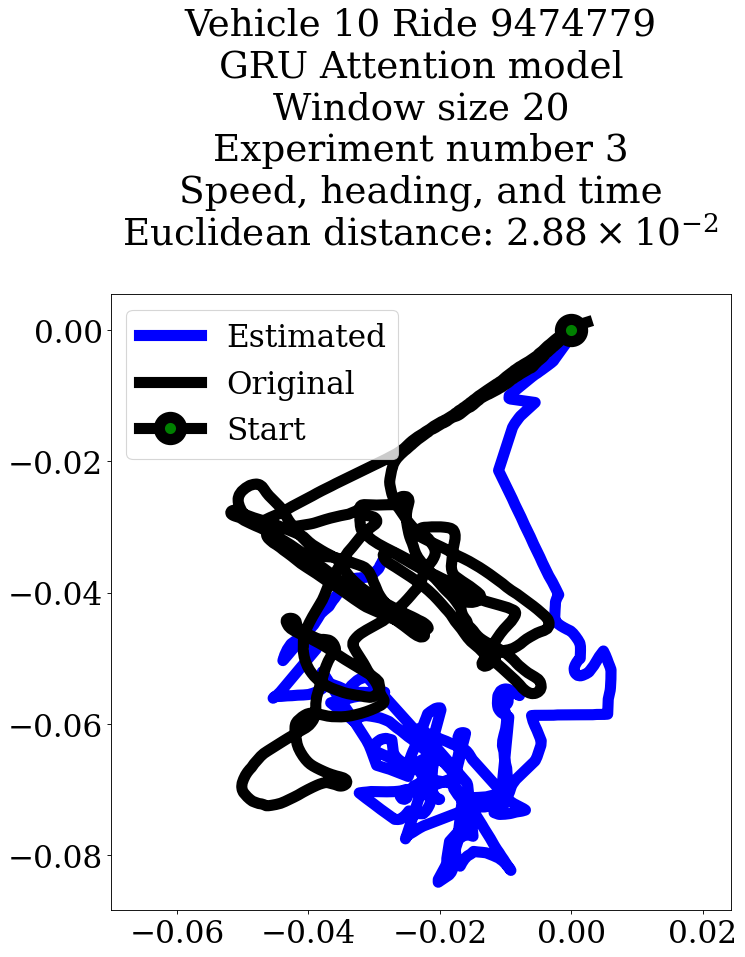 Vehicle 10 Ride 9474779
GRU Attention model
Window size 20
Experiment number 3
Speed, heading, and time
Euclidean distance: 2.88 × 10⁻²
Estimated
Original
Start
0.00
−0.02
−0.04
−0.06
−0.08
−0.06 −0.04 −0.02 0.00 0.02